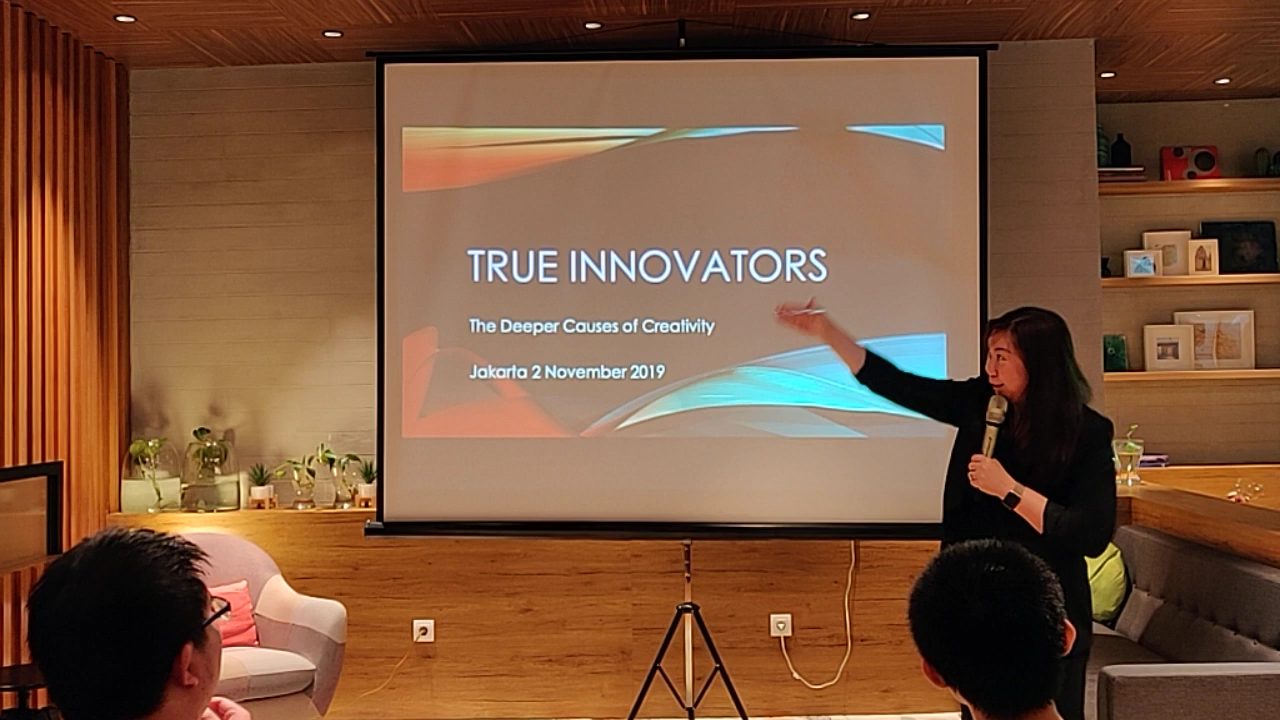 TRUE INNOVATORS
The Deeper Causes of Creativity
Jakarta 2 November 2019